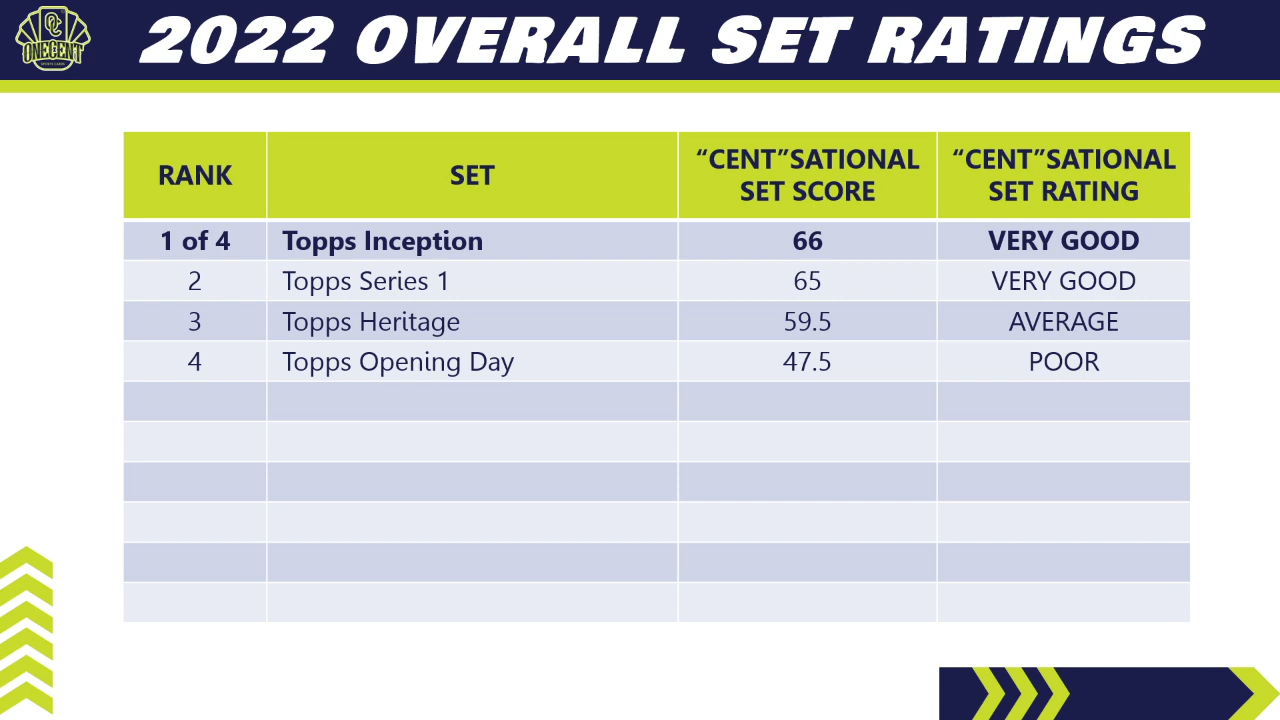 ONECENT
SPORTS CARDS
2022 OVERALL SET RATINGS
RANK
SET
“CENT”SATIONAL
SET SCORE
“CENT”SATIONAL
SET RATING
1 of 4 Topps Inception 66 VERY GOOD
2 Topps Series 1 65 VERY GOOD
3 Topps Heritage 59.5 AVERAGE
4 Topps Opening Day 47.5 POOR